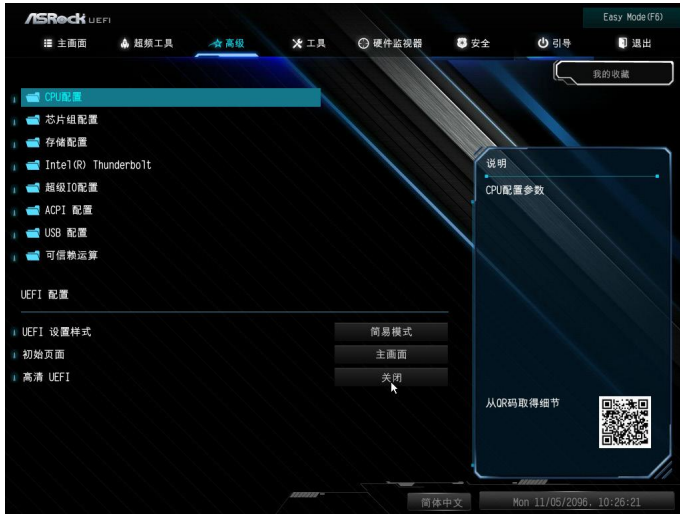 ASRock UEFI
Easy Mode(F6)
主画面 超频工具 高级 工具 硬件监视器 安全 引导 退出
我的收藏
CPU配置
芯片组配置
存储配置
Intel(R) Thunderbolt
超级IO配置
ACPI 配置
USB 配置
可信赖运算
UEFI 配置
UEFI 设置样式 简易模式
初始页面 主画面
高清 UEFI 关闭
说明
CPU配置参数
从QR码取得细节
简体中文
Mon 11/05/2096. 10:26:21